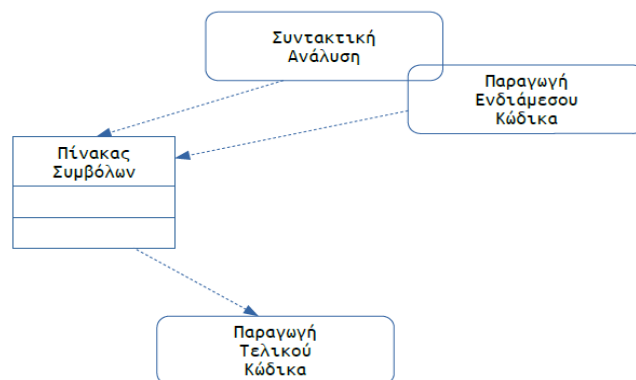 Συντακτική
Ανάλυση
Παραγωγή
Ενδιάμεσου
Κώδικα
Πίνακας
Συμβόλων
Παραγωγή
Τελικού
Κώδικα